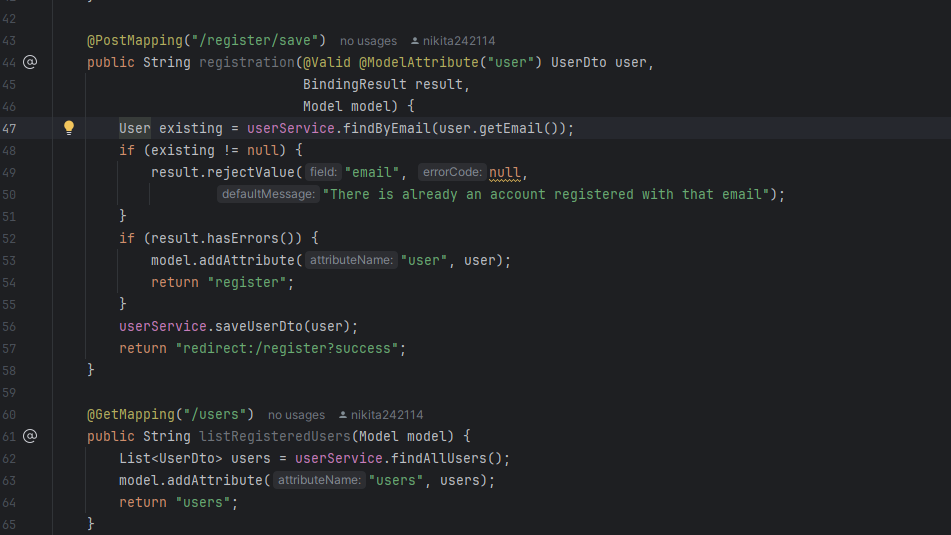 42
43 @PostMapping("/register/save") no usages nikita242114
44 public String registration(@Valid @ModelAttribute("user") UserDto user,
45 BindingResult result,
46 Model model) {
47 User existing = userService.findByEmail(user.getEmail());
48 if (existing != null) {
49 result.rejectValue( field: "email", errorCode: null,
50 defaultMessage: "There is already an account registered with that email");
51 }
52 if (result.hasErrors()) {
53 model.addAttribute( attributeName: "user", user);
54 return "register";
55 }
56 userService.saveUserDto(user);
57 return "redirect:/register?success";
58 }
59
60 @GetMapping("/users") no usages nikita242114
61 public String listRegisteredUsers(Model model) {
62 List<UserDto> users = userService.findAllUsers();
63 model.addAttribute( attributeName: "users", users);
64 return "users";
65 }